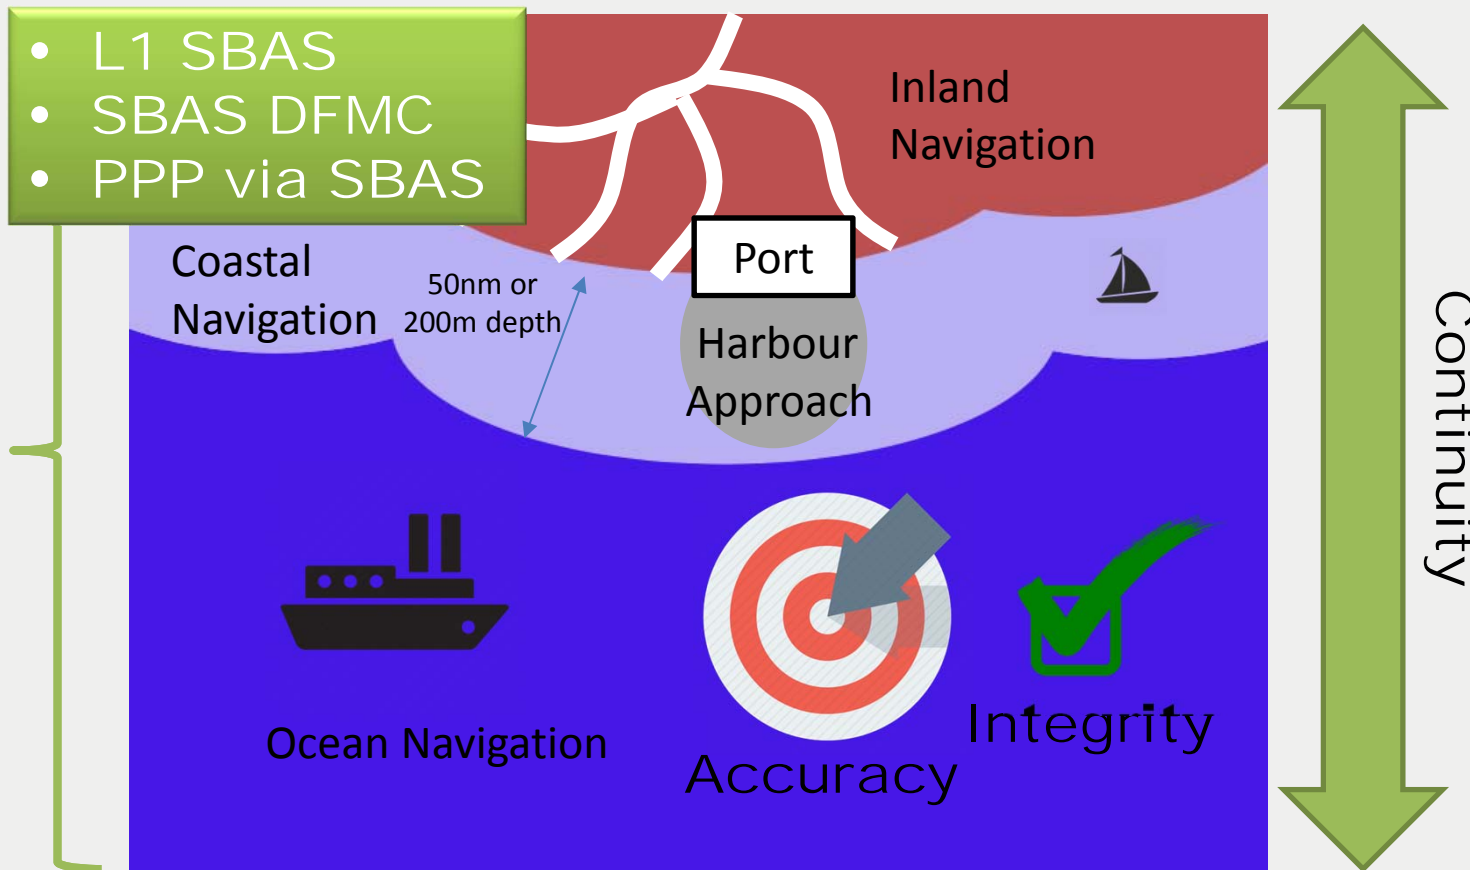 • L1 SBAS
• SBAS DFMC
• PPP via SBAS
Inland
Navigation
Port
Coastal
Navigation
50nm or
200m depth
Harbour
Approach
Continuity
Ocean Navigation
Accuracy
Integrity